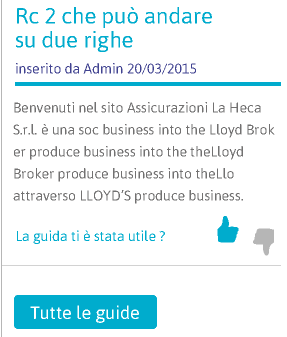 Rc 2 che può andare
su due righe
inserito da Admin 20/03/2015
Benvenuti nel sito Assicurazioni La Heca
S.r.l. è una soc business into the Lloyd Brok
er produce business into the theLloyd
Broker produce business into theLlo
attraverso LLOYD'S produce business.
La guida ti è stata utile ?
Tutte le guide